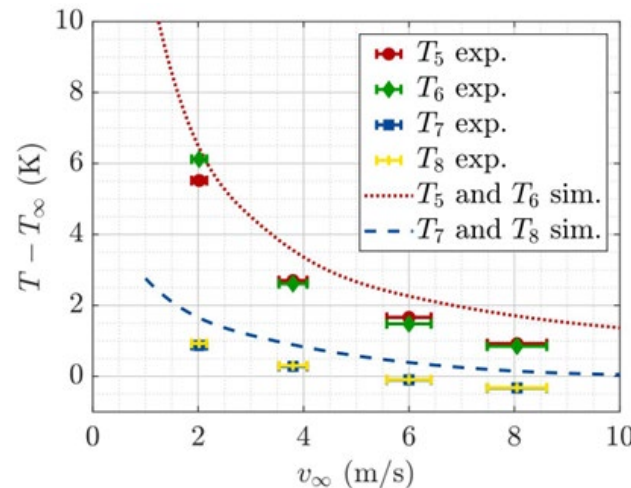 10
8
6
4
2
0
T − T∞ (K)
T5 exp.
T6 exp.
T7 exp.
T8 exp.
T5 and T6 sim.
T7 and T8 sim.
0 2 4 6 8 10
v∞ (m/s)